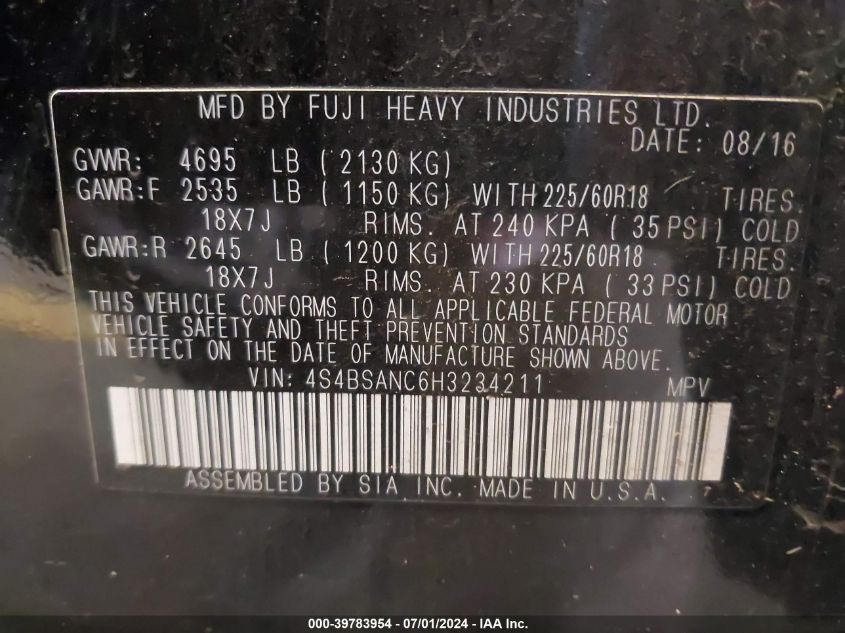 MFD BY FUJI HEAVY INDUSTRIES LTD.
DATE: 08/16
GVWR: 4695 LB ( 2130 KG)
GAWR:F 2535 LB ( 1150 KG) WITH 225/60R18 TIRES.
18X7J RIMS. AT 240 KPA ( 35 PSI) COLD
GAWR:R 2645 LB ( 1200 KG) WITH 225/60R18 TIRES.
18X7J RIMS. AT 230 KPA ( 33 PSI) COLD
THIS VEHICLE CONFORMS TO ALL APPLICABLE FEDERAL MOTOR
VEHICLE SAFETY AND THEFT PREVENTION STANDARDS
IN EFFECT ON THE DATE OF MANUFACTURE SHOWN ABOVE.
VIN: 4S4BSANC6H3234211 MPV
ASSEMBLED BY SIA, INC. MADE IN U.S.A.
000-39783954 - 07/01/2024 - IAA Inc.